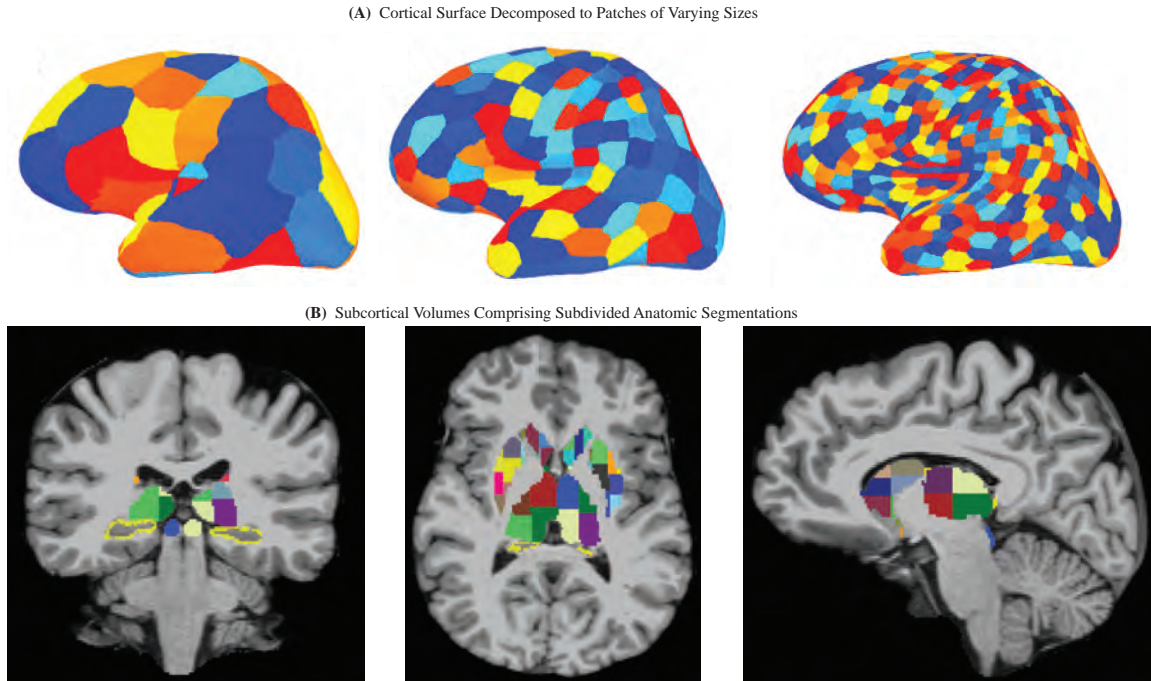 (A) Cortical Surface Decomposed to Patches of Varying Sizes
(B) Subcortical Volumes Comprising Subdivided Anatomic Segmentations